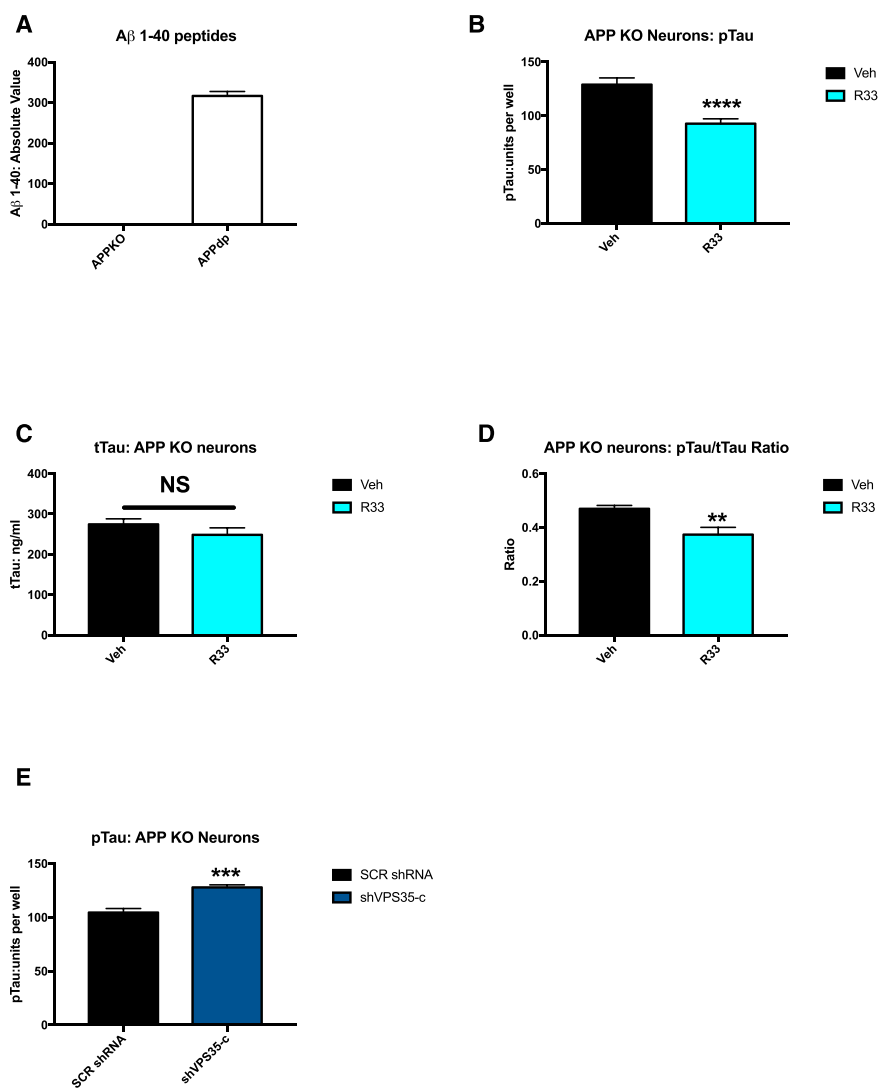 A
Aβ 1-40 peptides
Aβ 1-40: Absolute Value
400
300
200
100
0
APPKO
APPdp
B
APP KO Neurons: pTau
pTau:units per well
150
100
50
0
****
Veh
R33
Veh
R33
C
tTau: APP KO neurons
tTau: ng/ml
400
300
200
100
0
NS
Veh
R33
Veh
R33
D
APP KO neurons: pTau/tTau Ratio
Ratio
0.6
0.4
0.2
0.0
**
Veh
R33
Veh
R33
E
pTau: APP KO Neurons
pTau:units per well
150
100
50
0
***
SCR shRNA
shVPS35-c
SCR shRNA
shVPS35-c